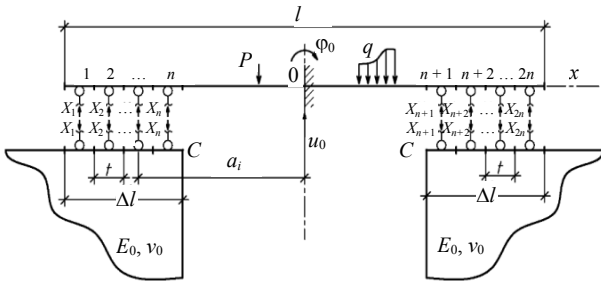 l
P
φ₀
q
0
1 2 … n
n + 1 n + 2 … 2n
x
X₁ X₂ … Xₙ
X₁ X₂ … Xₙ
Xₙ₊₁ Xₙ₊₂ … X₂ₙ
Xₙ₊₁ Xₙ₊₂ … X₂ₙ
u₀
C
C
t
aᵢ
t
Δl
Δl
E₀, ν₀
E₀, ν₀